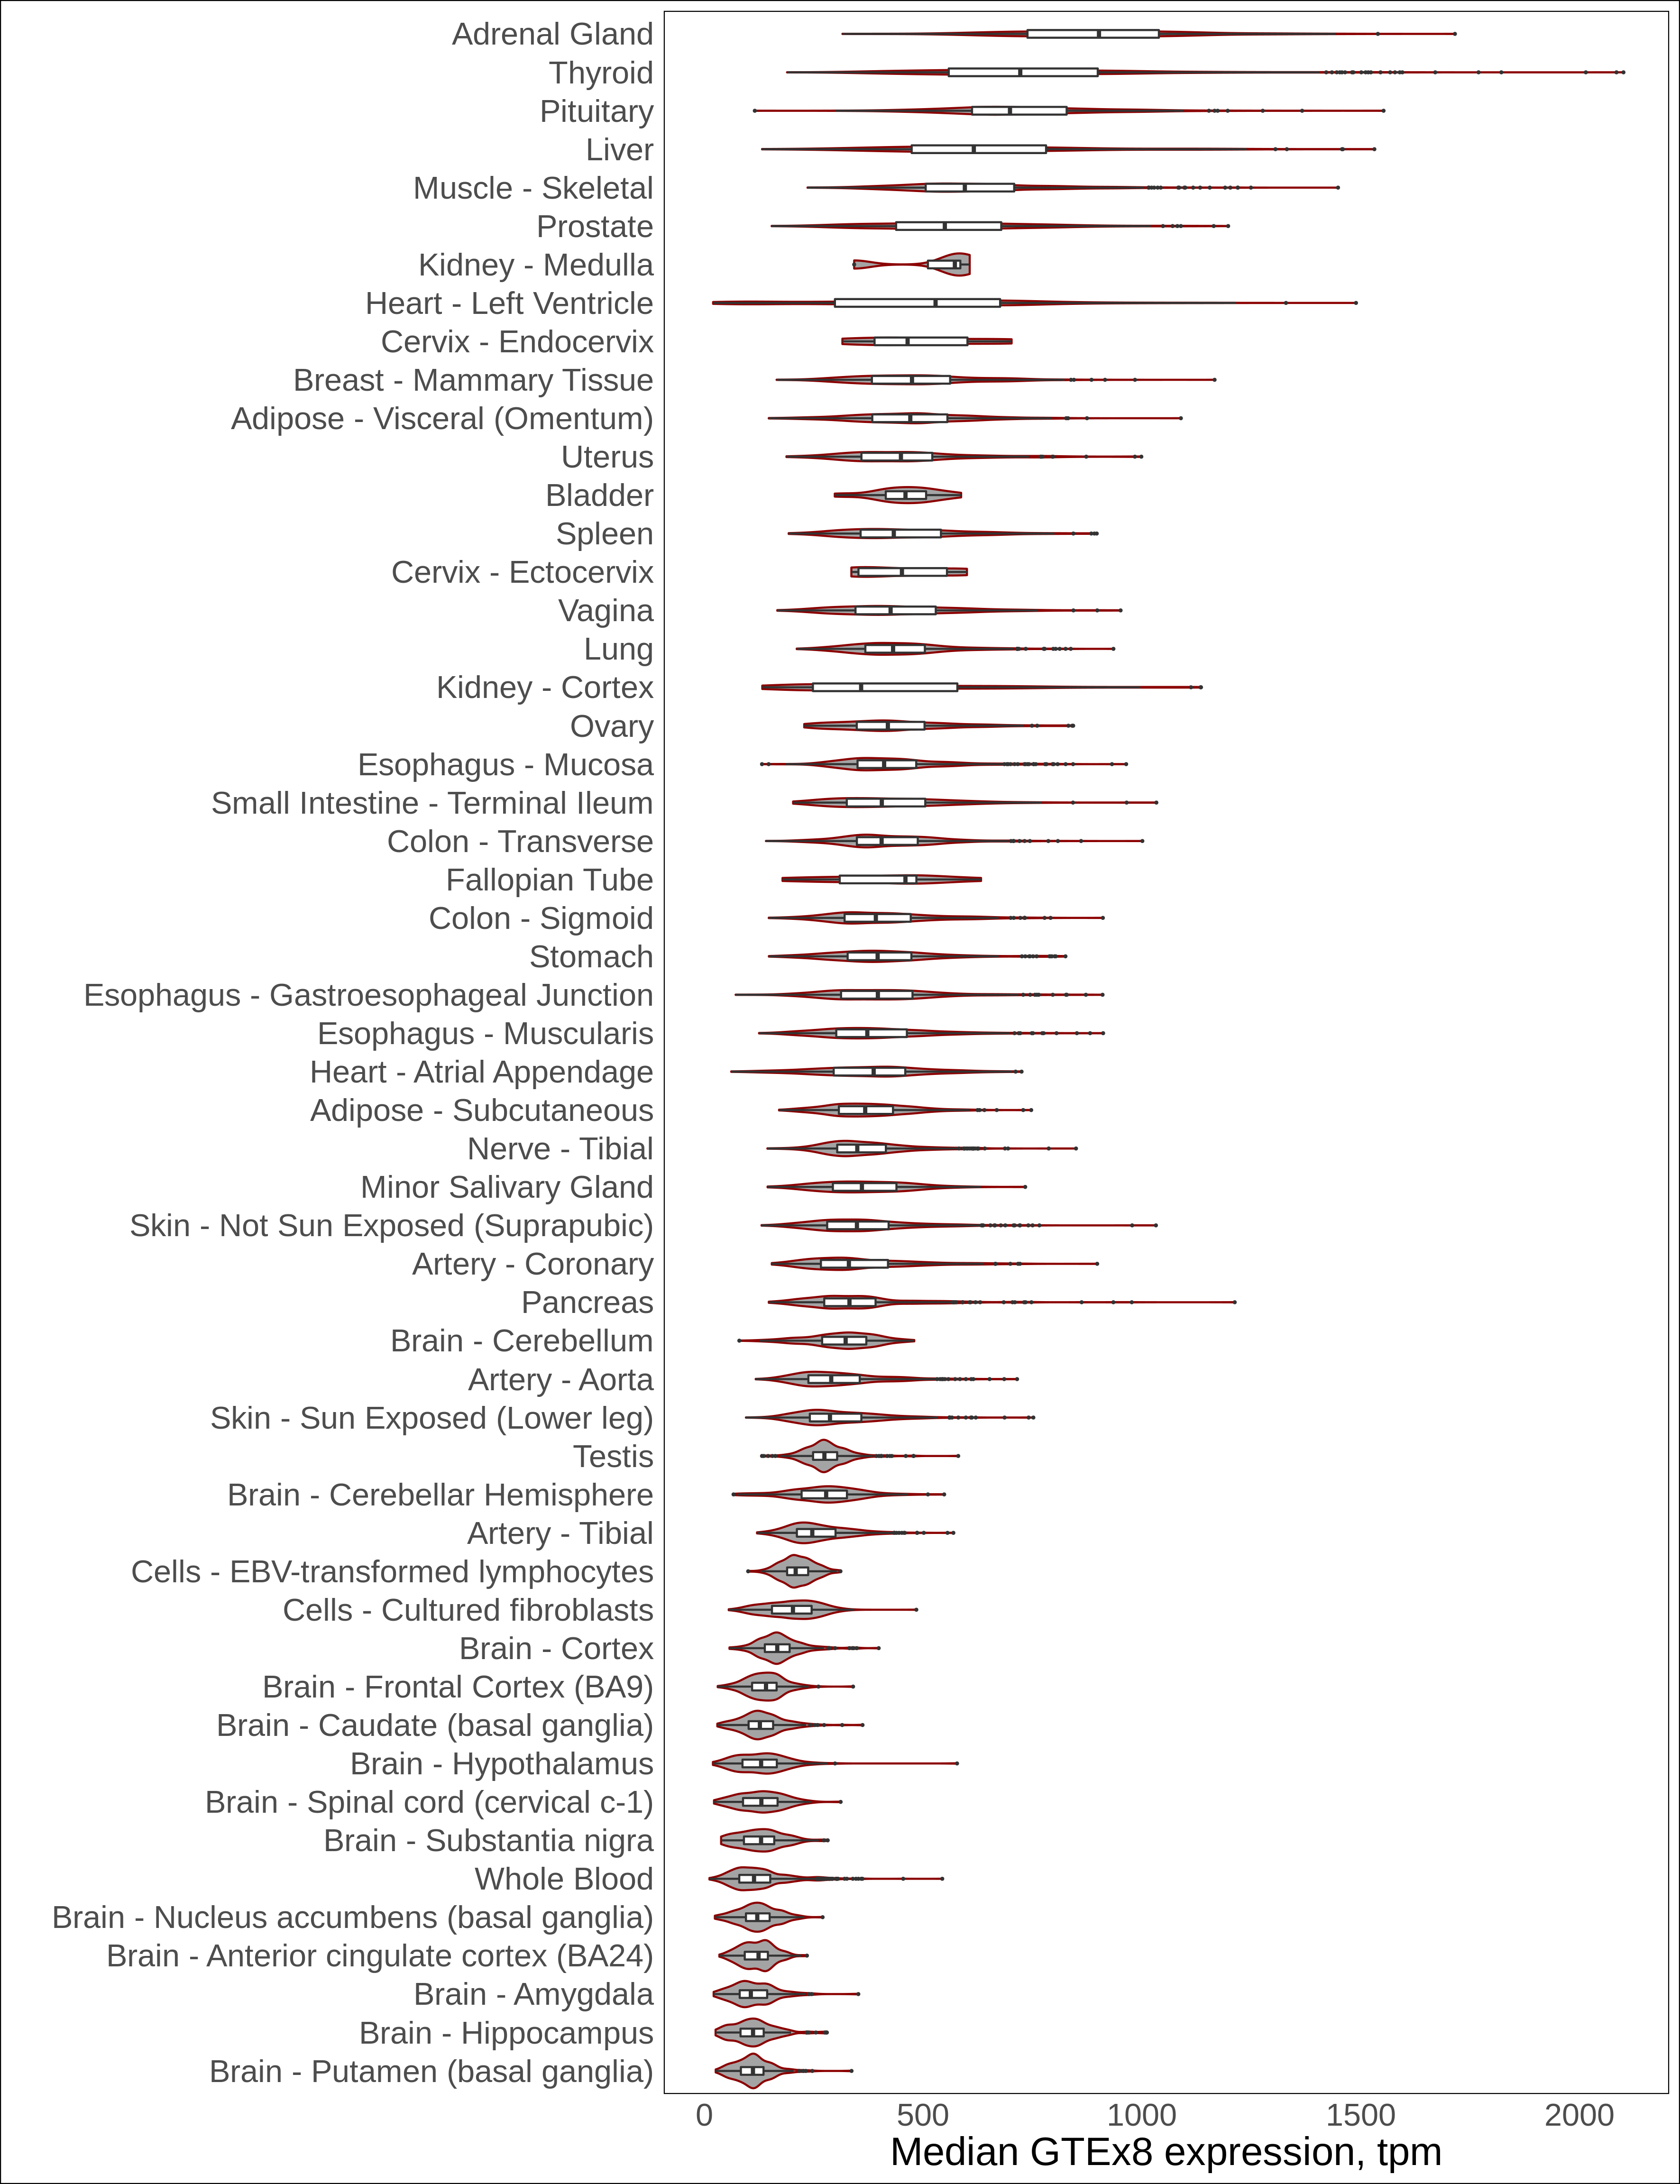 Adrenal Gland
Thyroid
Pituitary
Liver
Muscle - Skeletal
Prostate
Kidney - Medulla
Heart - Left Ventricle
Cervix - Endocervix
Breast - Mammary Tissue
Adipose - Visceral (Omentum)
Uterus
Bladder
Spleen
Cervix - Ectocervix
Vagina
Lung
Kidney - Cortex
Ovary
Esophagus - Mucosa
Small Intestine - Terminal Ileum
Colon - Transverse
Fallopian Tube
Colon - Sigmoid
Stomach
Esophagus - Gastroesophageal Junction
Esophagus - Muscularis
Heart - Atrial Appendage
Adipose - Subcutaneous
Nerve - Tibial
Minor Salivary Gland
Skin - Not Sun Exposed (Suprapubic)
Artery - Coronary
Pancreas
Brain - Cerebellum
Artery - Aorta
Skin - Sun Exposed (Lower leg)
Testis
Brain - Cerebellar Hemisphere
Artery - Tibial
Cells - EBV-transformed lymphocytes
Cells - Cultured fibroblasts
Brain - Cortex
Brain - Frontal Cortex (BA9)
Brain - Caudate (basal ganglia)
Brain - Hypothalamus
Brain - Spinal cord (cervical c-1)
Brain - Substantia nigra
Whole Blood
Brain - Nucleus accumbens (basal ganglia)
Brain - Anterior cingulate cortex (BA24)
Brain - Amygdala
Brain - Hippocampus
Brain - Putamen (basal ganglia)
0 500 1000 1500 2000
Median GTEx8 expression, tpm